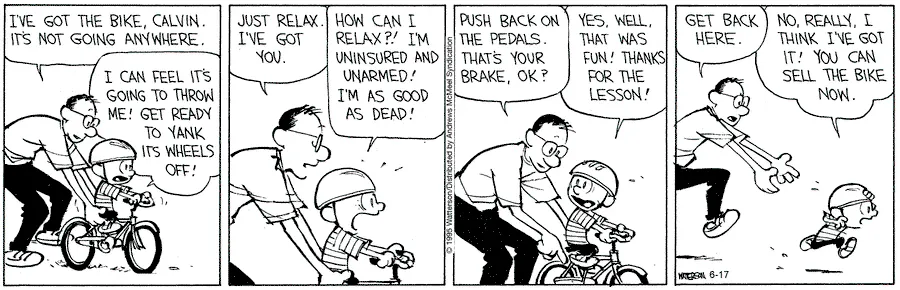 I'VE GOT THE BIKE, CALVIN.
IT'S NOT GOING ANYWHERE.
I CAN FEEL IT'S
GOING TO THROW
ME! GET READY
TO YANK
IT'S WHEELS
OFF!
JUST RELAX.
I'VE GOT
YOU.
HOW CAN I
RELAX?! I'M
UNINSURED AND
UNARMED!
I'M AS GOOD
AS DEAD!
© 1995 Watterson/Distributed by Andrews McMeel Syndication
PUSH BACK ON
THE PEDALS.
THAT'S YOUR
BRAKE, OK?
YES, WELL,
THAT WAS
FUN! THANKS
FOR THE
LESSON!
GET BACK
HERE.
NO, REALLY, I
THINK I'VE GOT
IT! YOU CAN
SELL THE BIKE
NOW.
WATTERSON 6-17